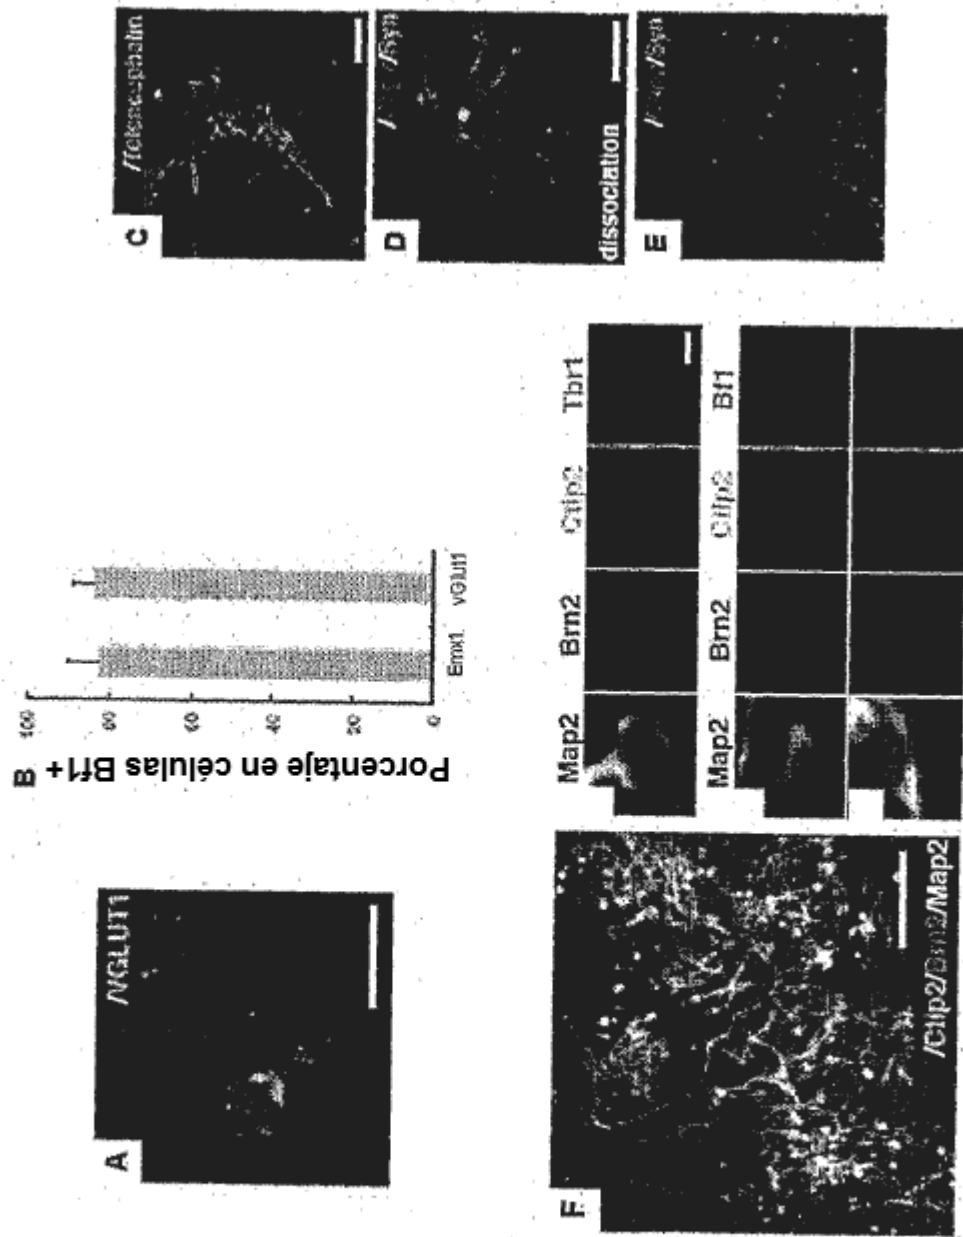 A
/VGLUT1
B
Porcentaje en células Bf1+
100
80
60
40
20
0
Emx1
vGlut1
C
/Telencephalin
D
/Syn
dissociation
E
/Syn
F
/Ctip2/Brn2/Map2
Map2 Brn2 Ctip2 Tbr1
Map2 Brn2 Ctip2 Bf1